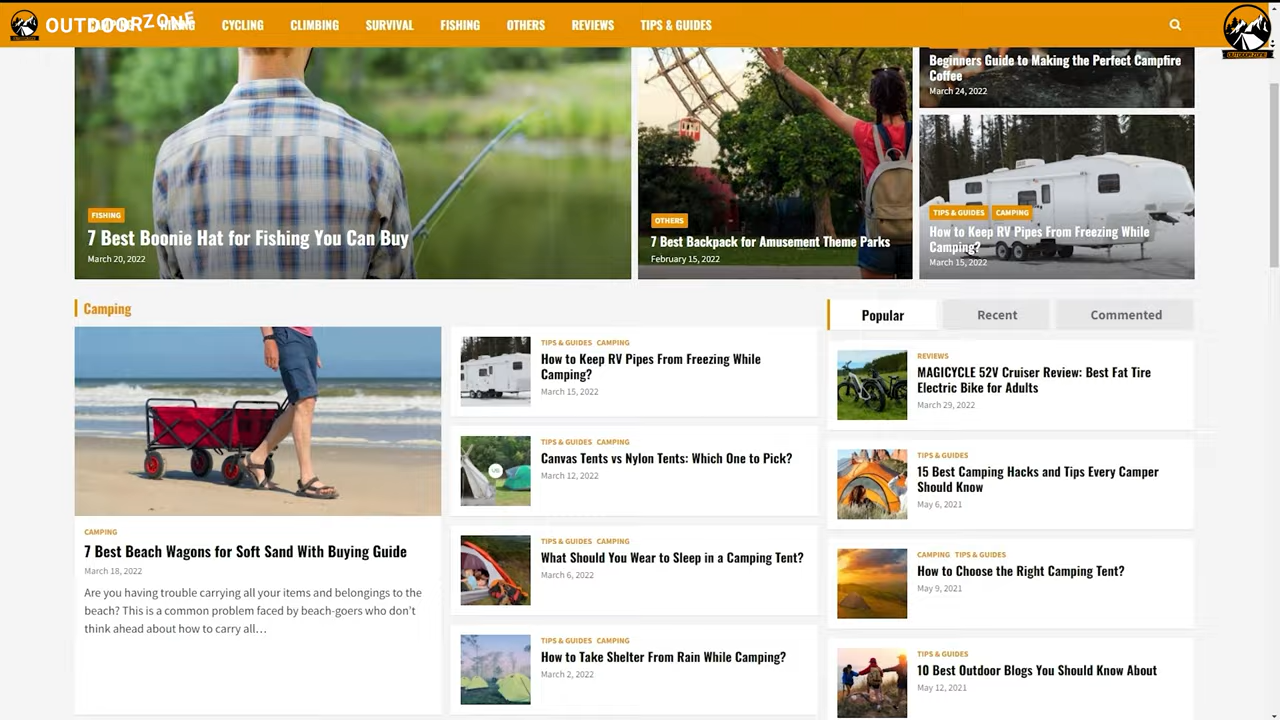 OUTDOOR ZONE
CAMPING HIKING CYCLING CLIMBING SURVIVAL FISHING OTHERS REVIEWS TIPS & GUIDES
OUTDOOR ZONE
FISHING
7 Best Boonie Hat for Fishing You Can Buy
March 20, 2022
OTHERS
7 Best Backpack for Amusement Theme Parks
February 15, 2022
Beginners Guide to Making the Perfect Campfire
Coffee
March 24, 2022
TIPS & GUIDES CAMPING
How to Keep RV Pipes From Freezing While
Camping?
March 15, 2022
Camping
CAMPING
7 Best Beach Wagons for Soft Sand With Buying Guide
March 18, 2022
Are you having trouble carrying all your items and belongings to the
beach? This is a common problem faced by beach-goers who don't
think ahead about how to carry all…
TIPS & GUIDES CAMPING
How to Keep RV Pipes From Freezing While
Camping?
March 15, 2022
TIPS & GUIDES CAMPING
Canvas Tents vs Nylon Tents: Which One to Pick?
March 12, 2022
VS
TIPS & GUIDES CAMPING
What Should You Wear to Sleep in a Camping Tent?
March 6, 2022
TIPS & GUIDES CAMPING
How to Take Shelter From Rain While Camping?
March 2, 2022
Popular Recent Commented
REVIEWS
MAGICYCLE 52V Cruiser Review: Best Fat Tire
Electric Bike for Adults
March 29, 2022
TIPS & GUIDES
15 Best Camping Hacks and Tips Every Camper
Should Know
May 6, 2021
CAMPING TIPS & GUIDES
How to Choose the Right Camping Tent?
May 9, 2021
TIPS & GUIDES
10 Best Outdoor Blogs You Should Know About
May 12, 2021